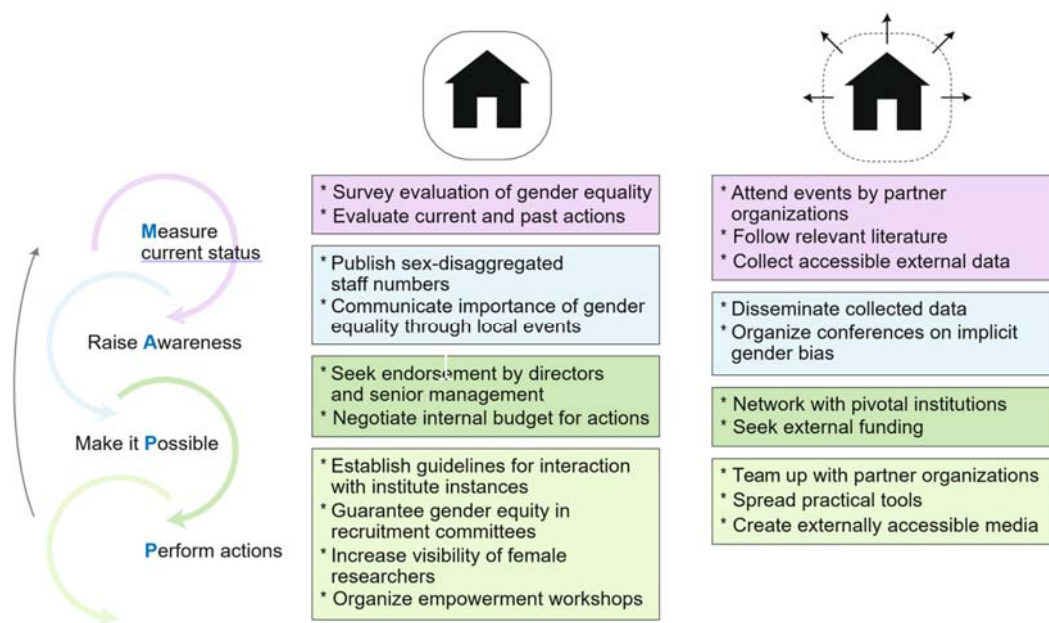 Measure
current status
Raise Awareness
Make it Possible
Perform actions
* Survey evaluation of gender equality
* Evaluate current and past actions
* Publish sex-disaggregated
staff numbers
* Communicate importance of gender
equality through local events
* Seek endorsement by directors
and senior management
* Negotiate internal budget for actions
* Establish guidelines for interaction
with institute instances
* Guarantee gender equity in
recruitment committees
* Increase visibility of female
researchers
* Organize empowerment workshops
* Attend events by partner
organizations
* Follow relevant literature
* Collect accessible external data
* Disseminate collected data
* Organize conferences on implicit
gender bias
* Network with pivotal institutions
* Seek external funding
* Team up with partner organizations
* Spread practical tools
* Create externally accessible media